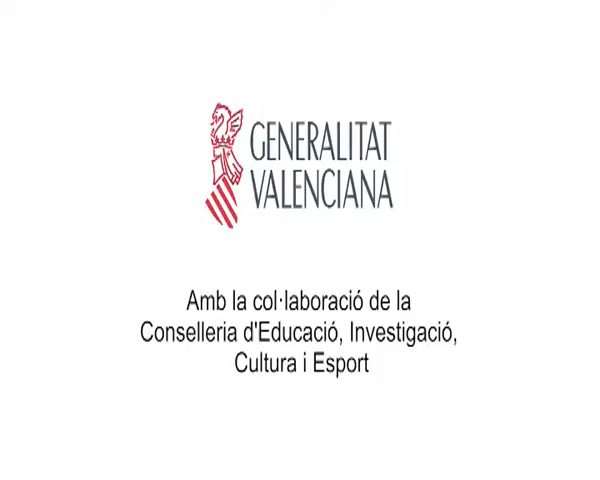 GENERALITAT
VALENCIANA
Amb la col·laboració de la
Conselleria d'Educació, Investigació,
Cultura i Esport